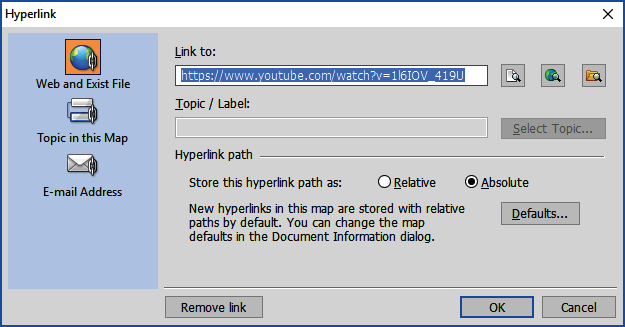 Hyperlink
Web and Exist File
Topic in this Map
E-mail Address
Link to:
https://www.youtube.com/watch?v=1l6IOV_419U
Topic / Label:
Select Topic...
Hyperlink path
Store this hyperlink path as:
Relative
Absolute
New hyperlinks in this map are stored with relative
paths by default. You can change the map
defaults in the Document Information dialog.
Defaults...
Remove link
OK
Cancel